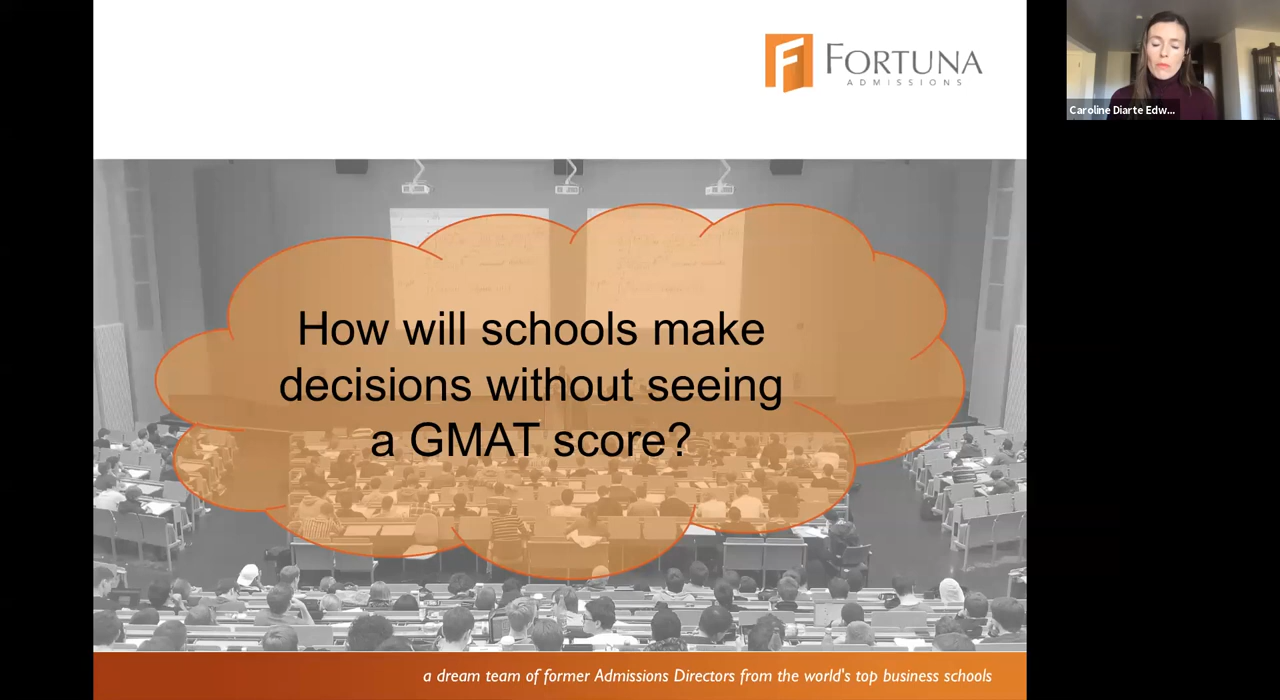 FORTUNA
ADMISSIONS
Caroline Diarte Edw...
How will schools make
decisions without seeing
a GMAT score?
a dream team of former Admissions Directors from the world's top business schools